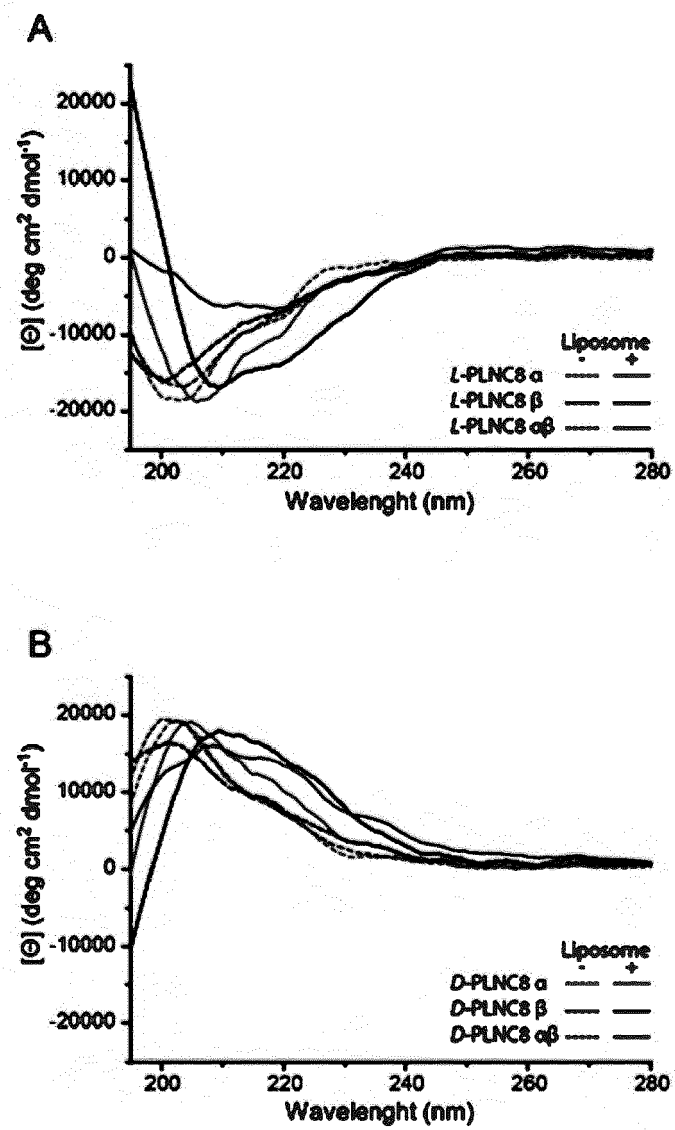 A
[Θ] (deg cm² dmol⁻¹)
20000
10000
0
-10000
-20000
Liposome
- +
L-PLNC8 α
L-PLNC8 β
L-PLNC8 αβ
200 220 240 260 280
Wavelenght (nm)
B
[Θ] (deg cm² dmol⁻¹)
20000
10000
0
-10000
-20000
Liposome
- +
D-PLNC8 α
D-PLNC8 β
D-PLNC8 αβ
200 220 240 260 280
Wavelenght (nm)